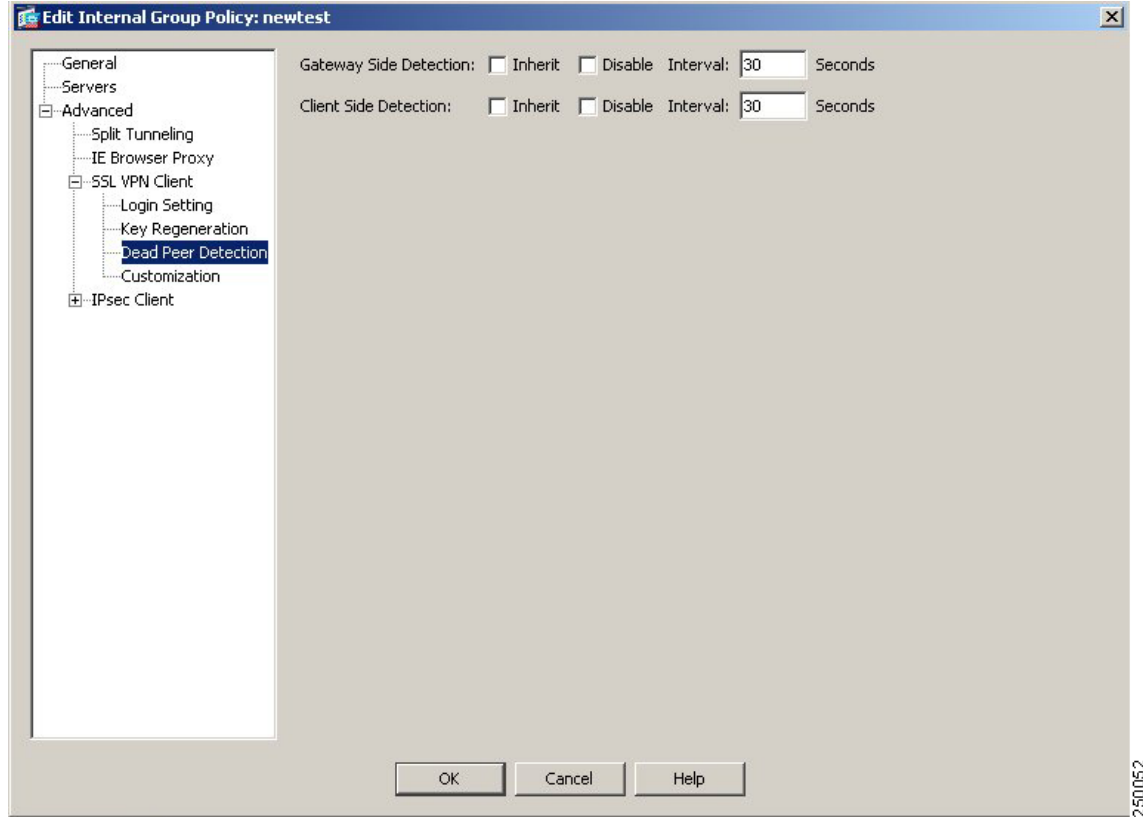 Edit Internal Group Policy: newtest
General
Servers
Advanced
Split Tunneling
IE Browser Proxy
SSL VPN Client
Login Setting
Key Regeneration
Dead Peer Detection
Customization
IPsec Client
Gateway Side Detection: Inherit Disable Interval: 30 Seconds
Client Side Detection: Inherit Disable Interval: 30 Seconds
OK Cancel Help
250052